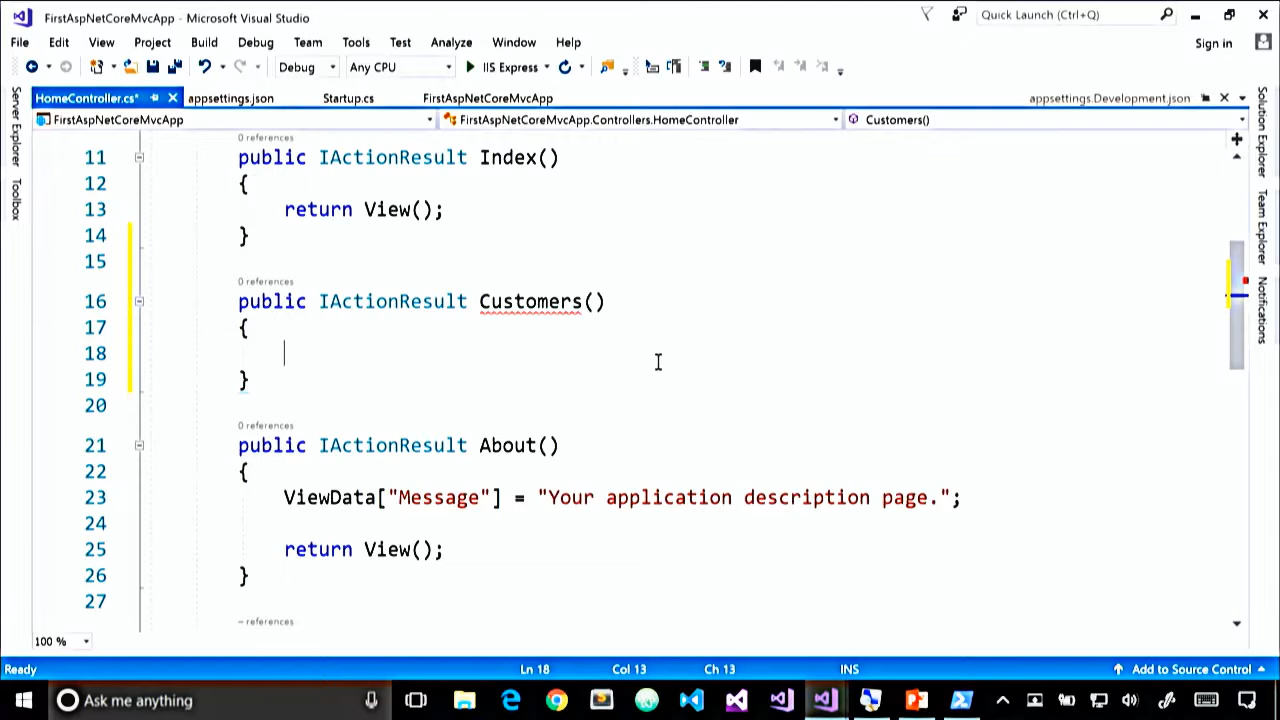 FirstAspNetCoreMvcApp - Microsoft Visual Studio
Quick Launch (Ctrl+Q)
File Edit View Project Build Debug Team Tools Test Analyze Window Help
Sign in
Debug Any CPU IIS Express
HomeController.cs* appsettings.json Startup.cs FirstAspNetCoreMvcApp appsettings.Development.json
FirstAspNetCoreMvcApp FirstAspNetCoreMvcApp.Controllers.HomeController Customers()
Server Explorer
Toolbox
Solution Explorer
Team Explorer
Notifications
0 references
11 public IActionResult Index()
12 {
13 return View();
14 }
15
0 references
16 public IActionResult Customers()
17 {
18
19 }
20
0 references
21 public IActionResult About()
22 {
23 ViewData["Message"] = "Your application description page.";
24
25 return View();
26 }
27
– references
100 %
Ready Ln 18 Col 13 Ch 13 INS Add to Source Control
Ask me anything